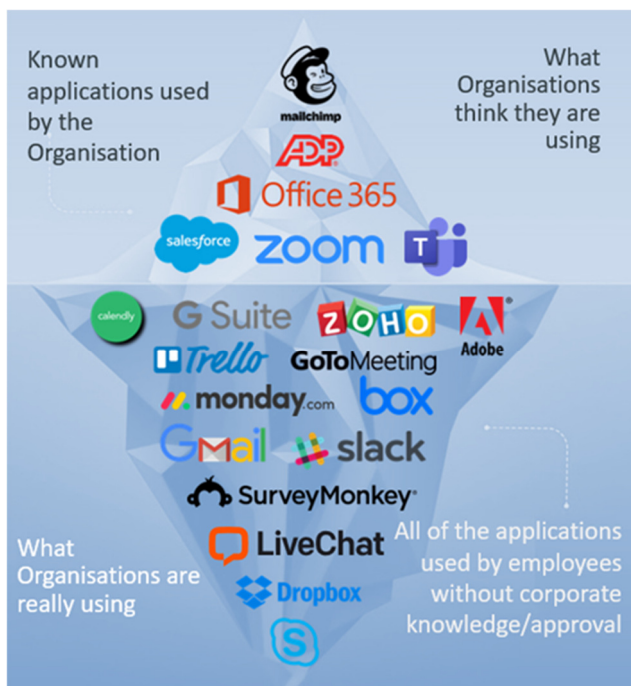 Known
applications used
by the
Organisation
What
Organisations
think they are
using
mailchimp
ADP
Office 365
salesforce
zoom
T
calendly
G Suite
ZOHO
Adobe
Trello
GoToMeeting
monday.com
box
Gmail
slack
SurveyMonkey®
LiveChat
What
Organisations are
really using
All of the applications
used by employees
without corporate
knowledge/approval
Dropbox
S